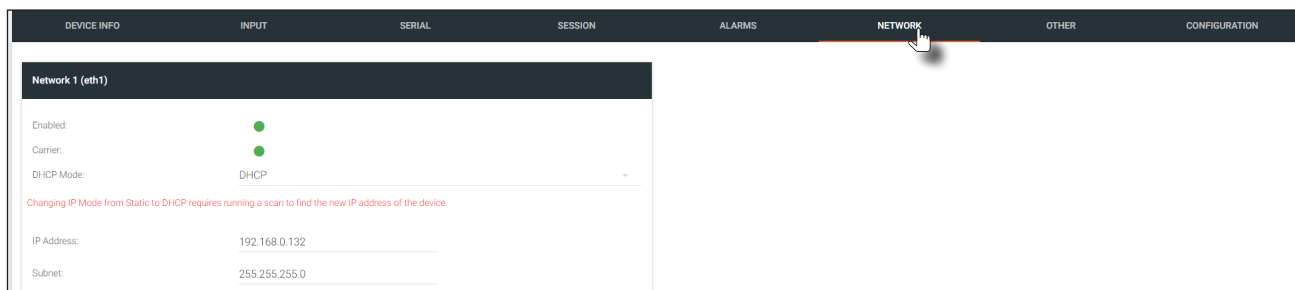 DEVICE INFO INPUT SERIAL SESSION ALARMS NETWORK OTHER CONFIGURATION
Network 1 (eth1)
Enabled:
Carrier:
DHCP Mode: DHCP
Changing IP Mode from Static to DHCP requires running a scan to find the new IP address of the device.
IP Address: 192.168.0.132
Subnet: 255.255.255.0